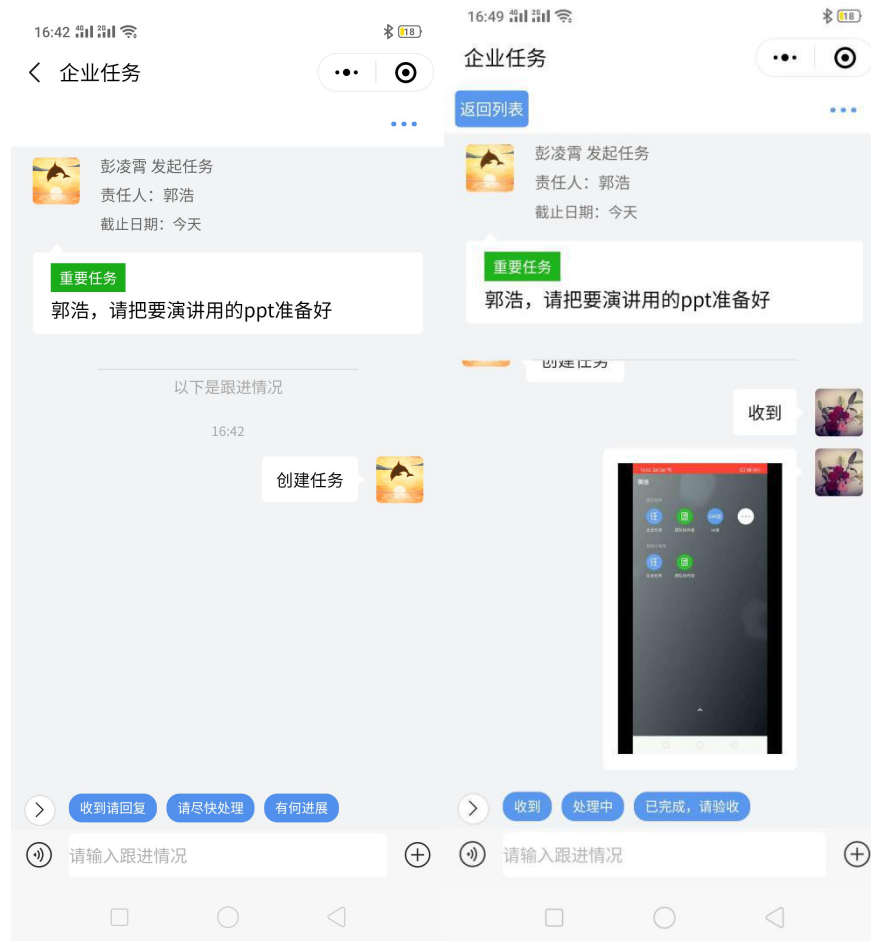 16:42
18
企业任务
彭凌霄 发起任务
责任人：郭浩
截止日期：今天
重要任务
郭浩，请把要演讲用的ppt准备好
以下是跟进情况
16:42
创建任务
收到请回复
请尽快处理
有何进展
请输入跟进情况
16:49
18
企业任务
返回列表
彭凌霄 发起任务
责任人：郭浩
截止日期：今天
重要任务
郭浩，请把要演讲用的ppt准备好
创建任务
收到
收到
处理中
已完成，请验收
请输入跟进情况